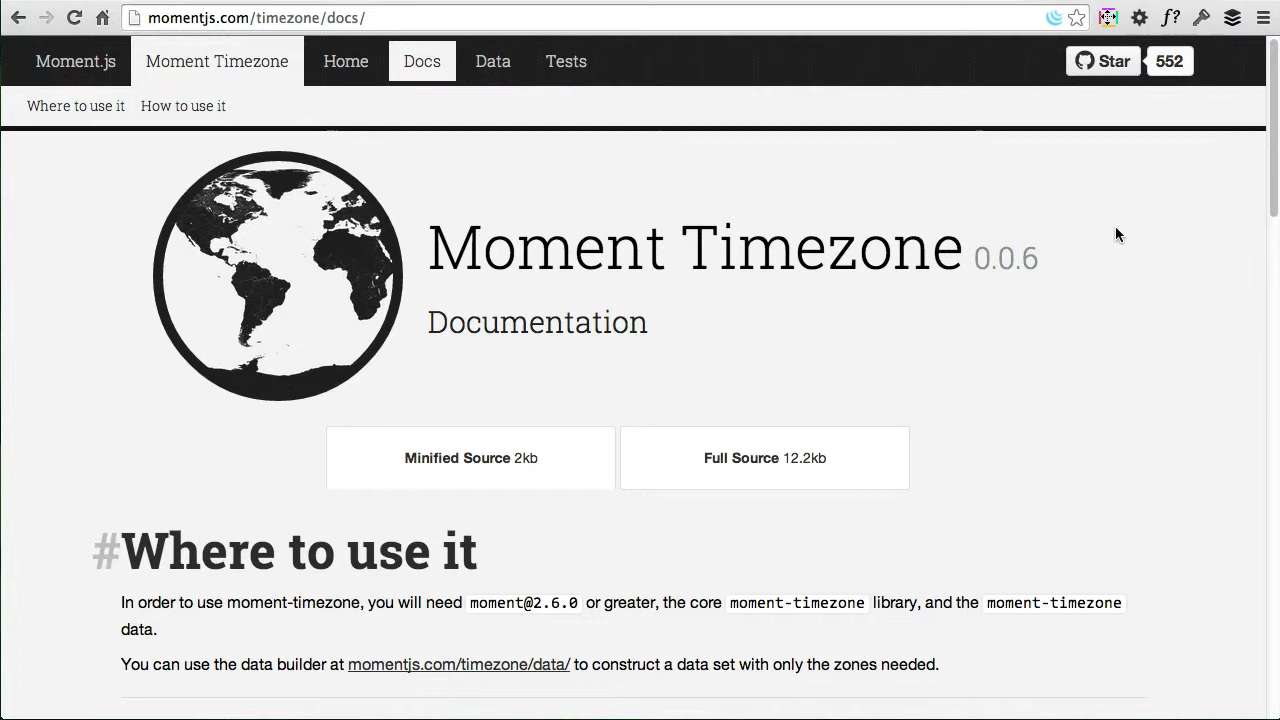 momentjs.com/timezone/docs/
f?
Moment.js Moment Timezone Home Docs Data Tests Star 552
Where to use it How to use it
Moment Timezone 0.0.6
Documentation
Minified Source 2kb Full Source 12.2kb
#Where to use it
In order to use moment-timezone, you will need moment@2.6.0 or greater, the core moment-timezone library, and the moment-timezone
data.
You can use the data builder at momentjs.com/timezone/data/ to construct a data set with only the zones needed.